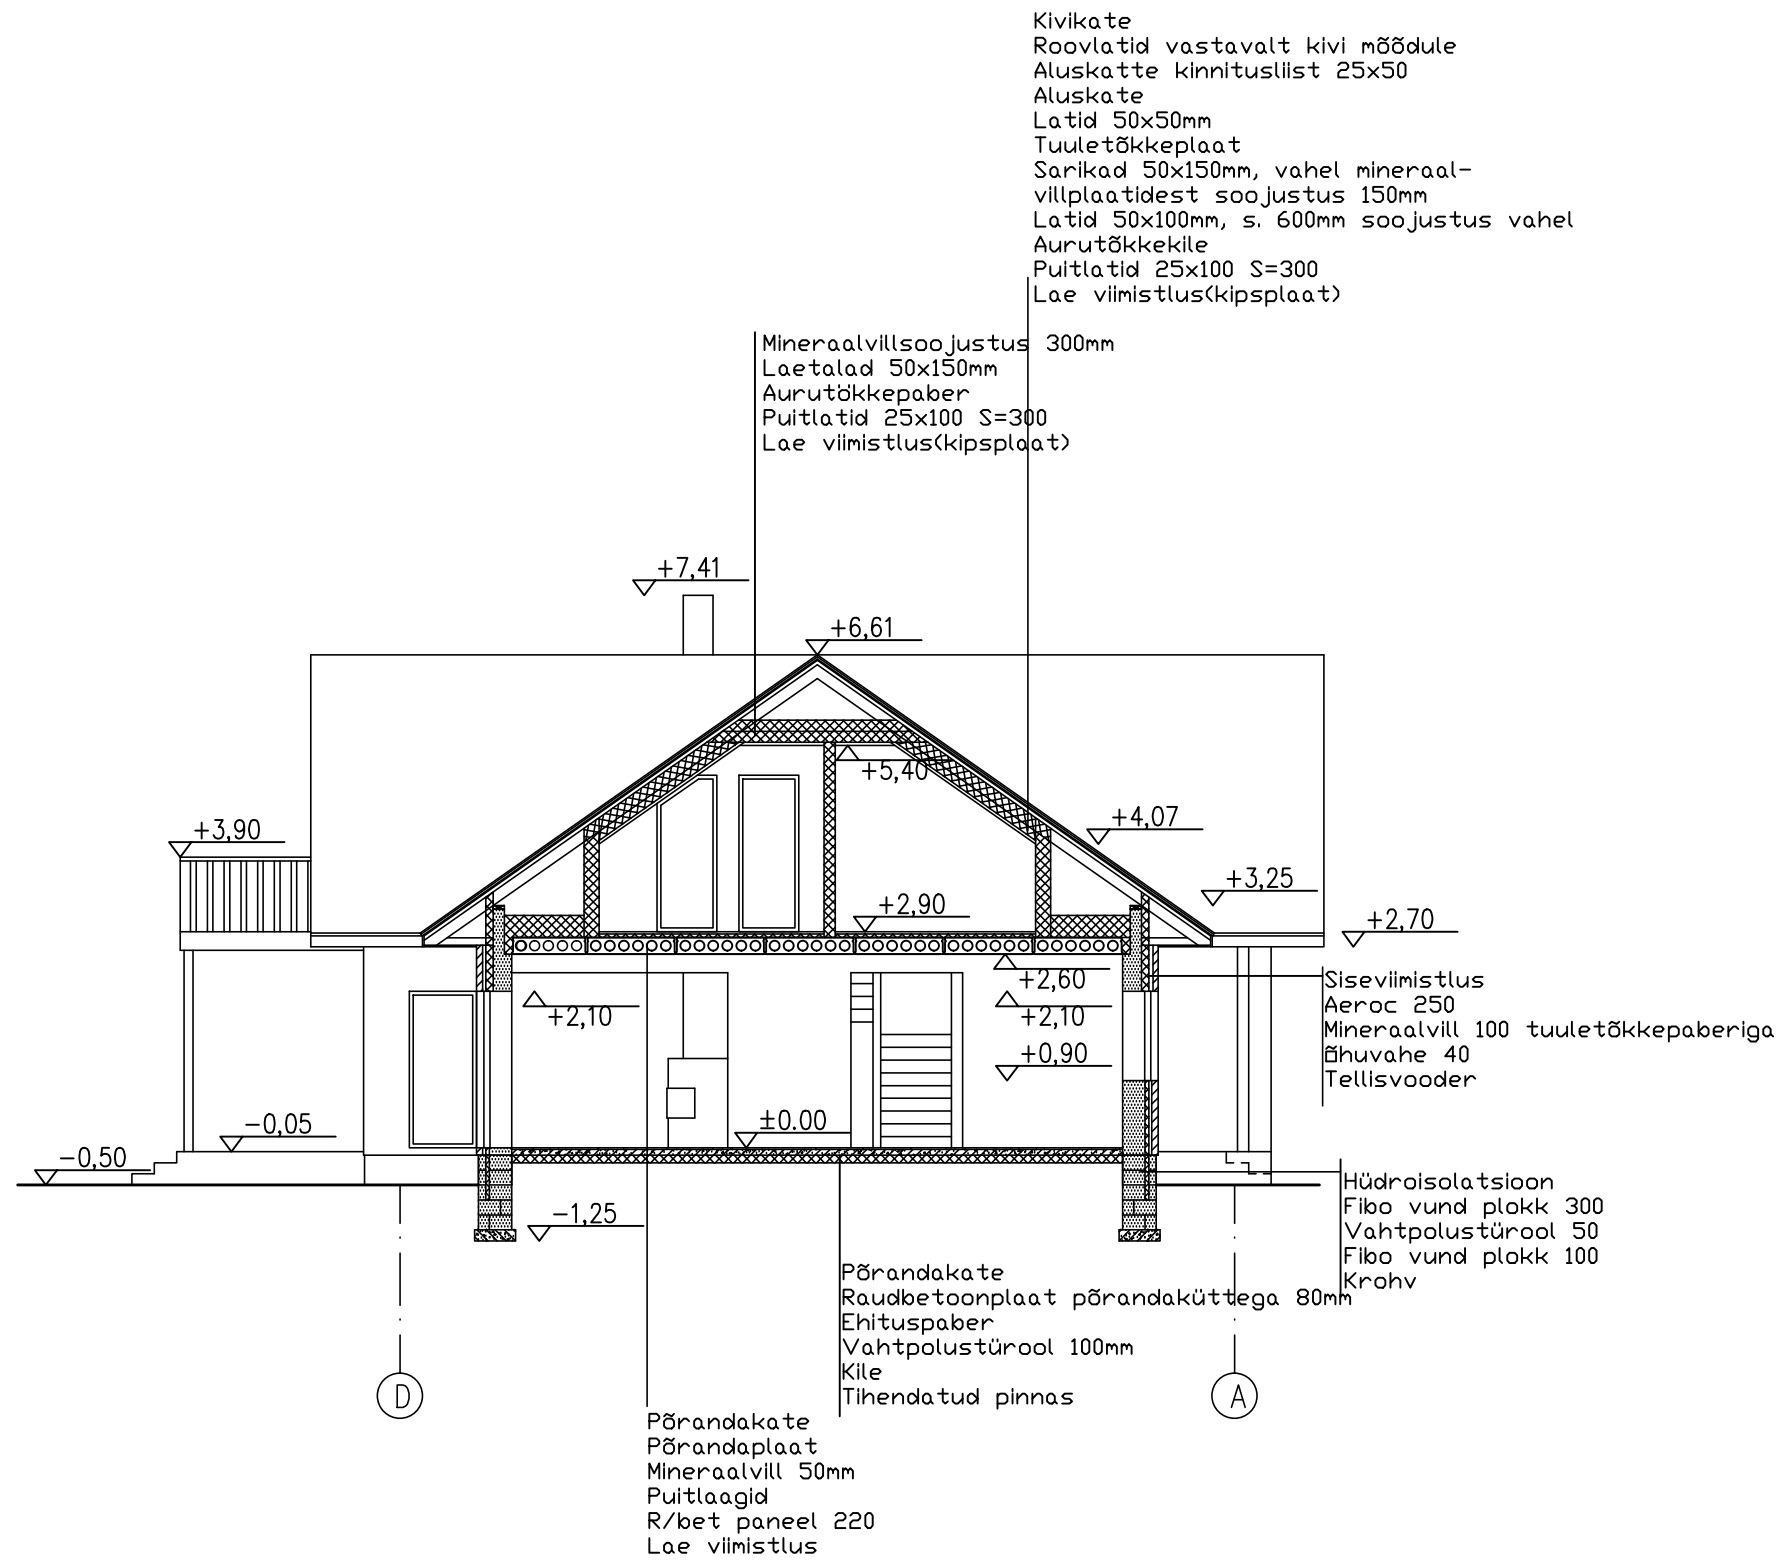 Kivikate
Roovlatid vastavalt kivi mõõdule
Aluskatte kinnitusliist 25x50
Aluskate
Latid 50x50mm
Tuuletõkkeplaat
Sarikad 50x150mm, vahel mineraal-
villplaatidest soojustus 150mm
Latid 50x100mm, s. 600mm soojustus vahel
Aurutõkkekile
Puitlatid 25x100 S=300
Lae viimistlus(kipsplaat)
Mineraalvillsoojustus 300mm
Laetalad 50x150mm
Aurutökkepaber
Puitlatid 25x100 S=300
Lae viimistlus(kipsplaat)
+7,41
+6,61
+5,40
+3,90
+4,07
+3,25
+2,90
+2,70
+2,60
+2,10
+2,10
+0,90
±0.00
-0,05
-0,50
-1,25
Siseviimistlus
Aeroc 250
Mineraalvill 100 tuuletõkkepaberiga
õhuvahe 40
Tellisvooder
Hüdroisolatsioon
Fibo vund plokk 300
Vahtpolustürool 50
Fibo vund plokk 100
Krohv
Põrandakate
Raudbetoonplaat põrandaküttega 80mm
Ehituspaber
Vahtpolustürool 100mm
Kile
Tihendatud pinnas
D
A
Põrandakate
Põrandaplaat
Mineraalvill 50mm
Puitlaagid
R/bet paneel 220
Lae viimistlus